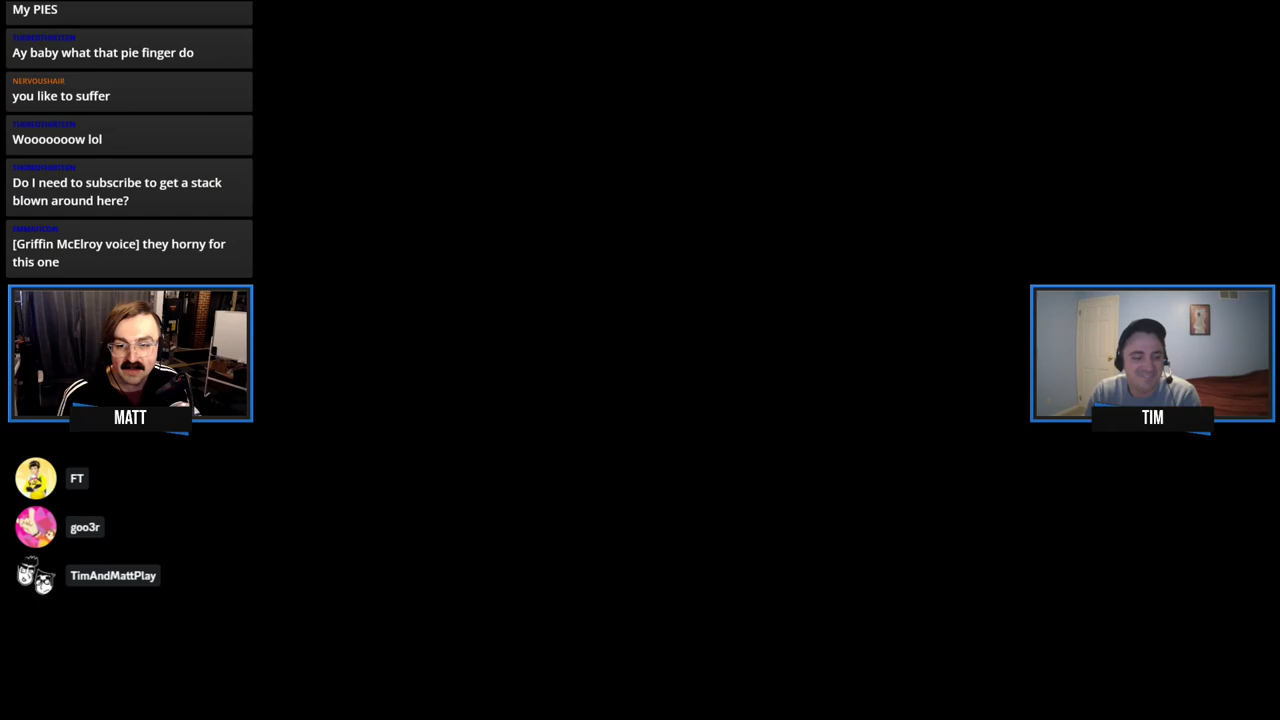 My PIES
Ay baby what that pie finger do
NERVOUSHAIR
you like to suffer
Wooooooow lol
Do I need to subscribe to get a stack
blown around here?
[Griffin McElroy voice] they horny for
this one
MATT
TIM
FT
goo3r
TimAndMattPlay